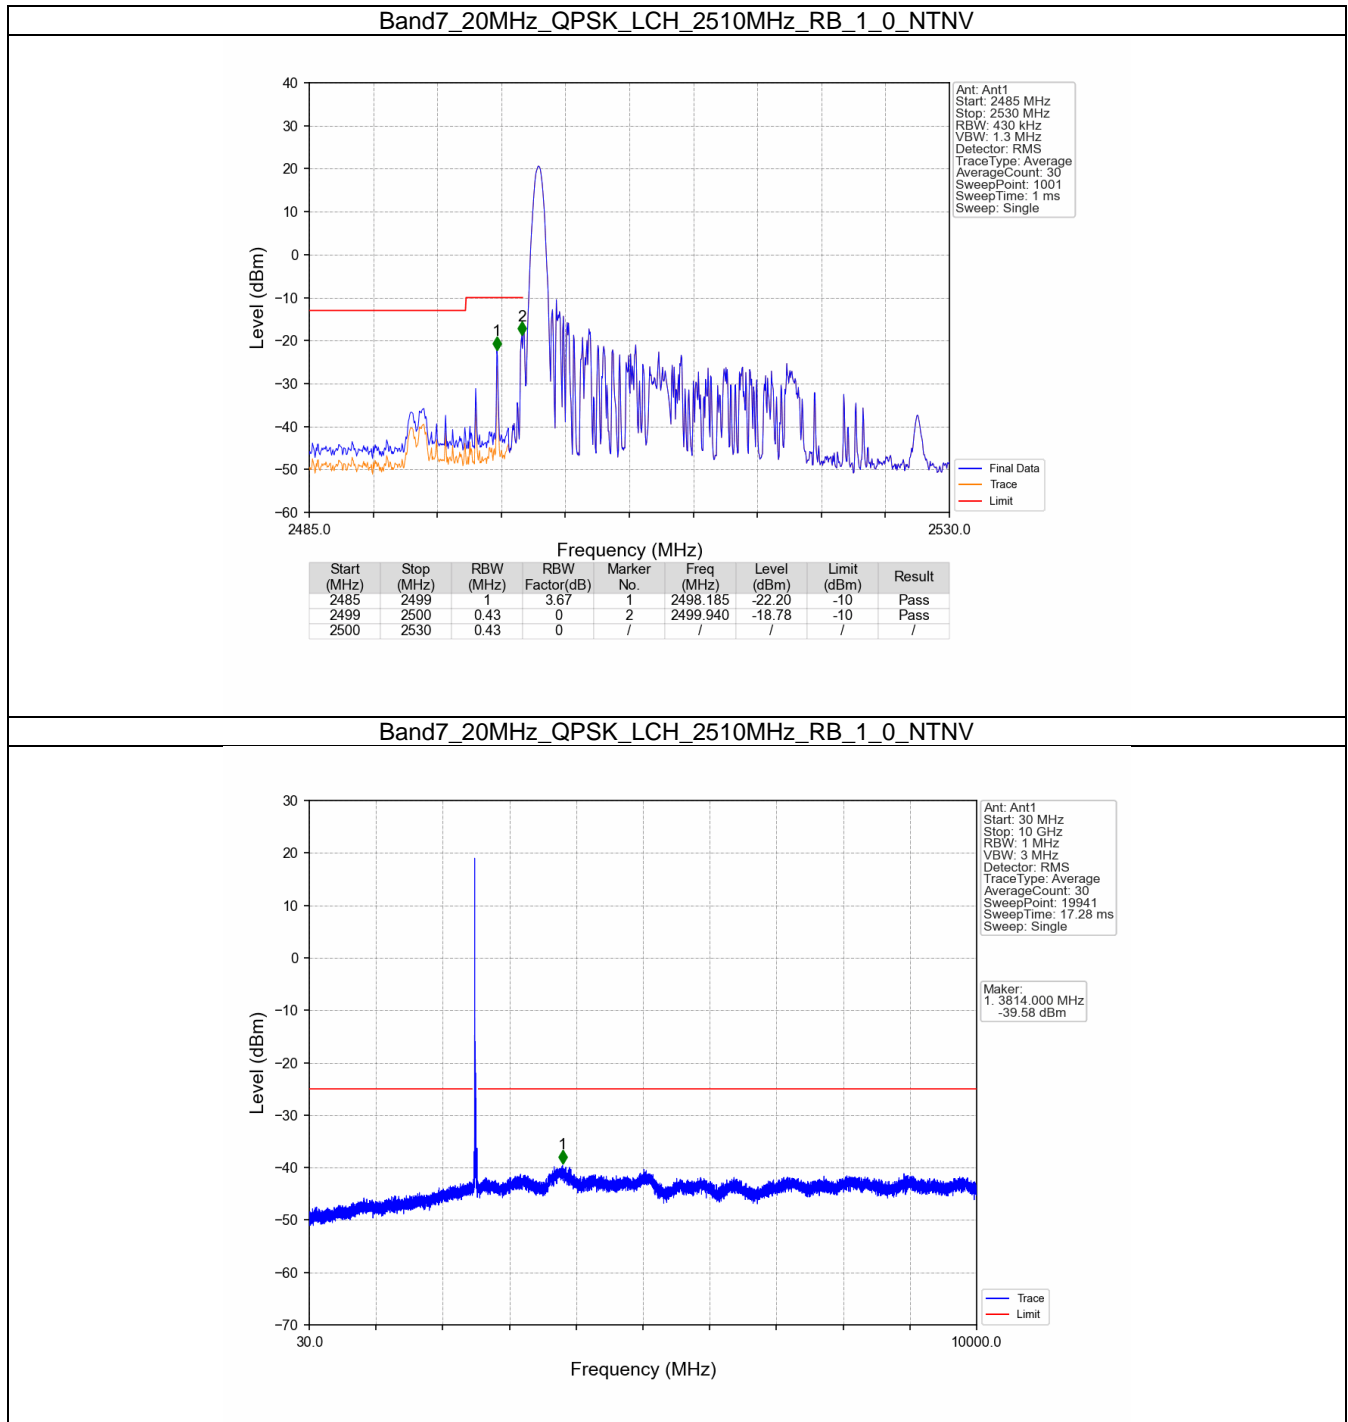 Band7_20MHz_QPSK_LCH_2510MHz_RB_1_0_NTNV
40
30
20
10
0
−10
−20
−30
−40
−50
−60
Level (dBm)
1
2
2485.0
2530.0
Frequency (MHz)
Ant: Ant1
Start: 2485 MHz
Stop: 2530 MHz
RBW: 430 kHz
VBW: 1.3 MHz
Detector: RMS
TraceType: Average
AverageCount: 30
SweepPoint: 1001
SweepTime: 1 ms
Sweep: Single
Final Data
Trace
Limit
Start (MHz) Stop (MHz) RBW (MHz) RBW Factor(dB) Marker No. Freq (MHz) Level (dBm) Limit (dBm) Result
2485 2499 1 3.67 1 2498.185 -22.20 -10 Pass
2499 2500 0.43 0 2 2499.940 -18.78 -10 Pass
2500 2530 0.43 0 / / / / /
Band7_20MHz_QPSK_LCH_2510MHz_RB_1_0_NTNV
30
20
10
0
−10
−20
−30
−40
−50
−60
−70
Level (dBm)
1
30.0
10000.0
Frequency (MHz)
Ant: Ant1
Start: 30 MHz
Stop: 10 GHz
RBW: 1 MHz
VBW: 3 MHz
Detector: RMS
TraceType: Average
AverageCount: 30
SweepPoint: 19941
SweepTime: 17.28 ms
Sweep: Single
Maker:
1. 3814.000 MHz
-39.58 dBm
Trace
Limit